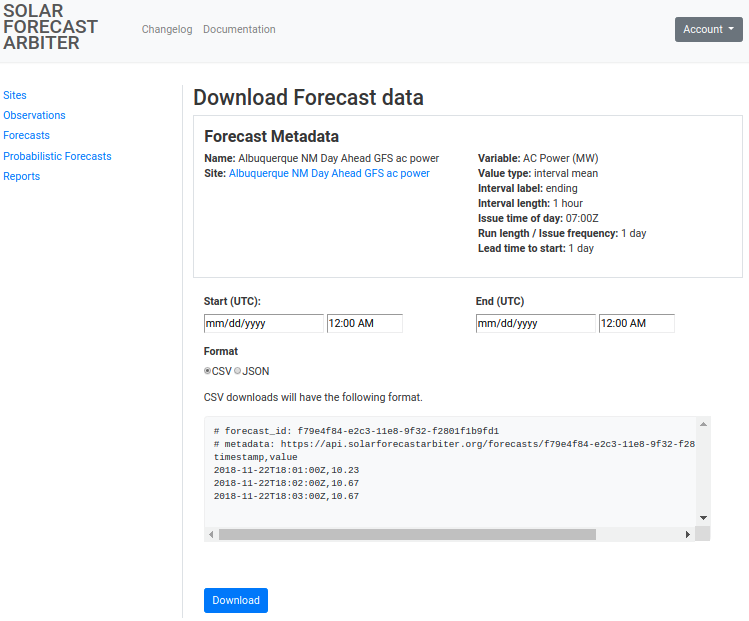 SOLAR
FORECAST
ARBITER
Changelog Documentation
Account
Sites
Observations
Forecasts
Probabilistic Forecasts
Reports
Download Forecast data
Forecast Metadata
Name: Albuquerque NM Day Ahead GFS ac power
Site: Albuquerque NM Day Ahead GFS ac power
Variable: AC Power (MW)
Value type: interval mean
Interval label: ending
Interval length: 1 hour
Issue time of day: 07:00Z
Run length / Issue frequency: 1 day
Lead time to start: 1 day
Start (UTC):
mm/dd/yyyy 12:00 AM
End (UTC)
mm/dd/yyyy 12:00 AM
Format
CSV JSON
CSV downloads will have the following format.
# forecast_id: f79e4f84-e2c3-11e8-9f32-f2801f1b9fd1
# metadata: https://api.solarforecastarbiter.org/forecasts/f79e4f84-e2c3-11e8-9f32-f28
timestamp,value
2018-11-22T18:01:00Z,10.23
2018-11-22T18:02:00Z,10.67
2018-11-22T18:03:00Z,10.67
Download